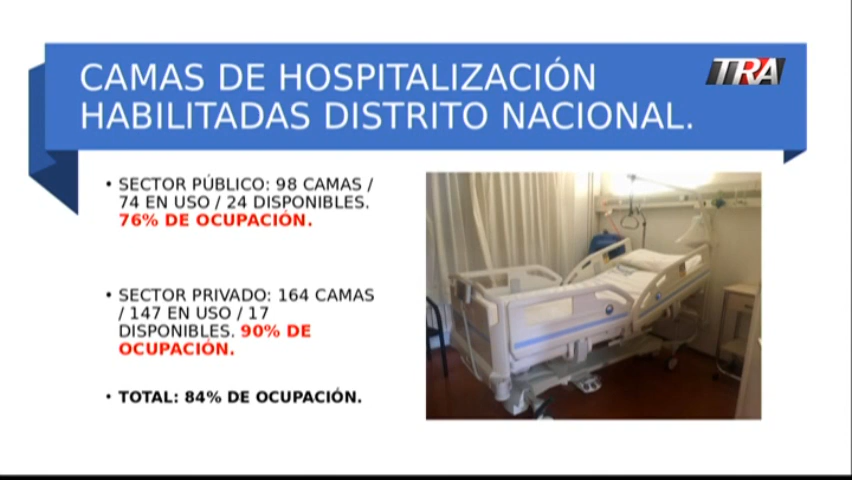 CAMAS DE HOSPITALIZACIÓN
HABILITADAS DISTRITO NACIONAL.
TRA
• SECTOR PÚBLICO: 98 CAMAS /
74 EN USO / 24 DISPONIBLES.
76% DE OCUPACIÓN.
• SECTOR PRIVADO: 164 CAMAS
/ 147 EN USO / 17
DISPONIBLES. 90% DE
OCUPACIÓN.
• TOTAL: 84% DE OCUPACIÓN.